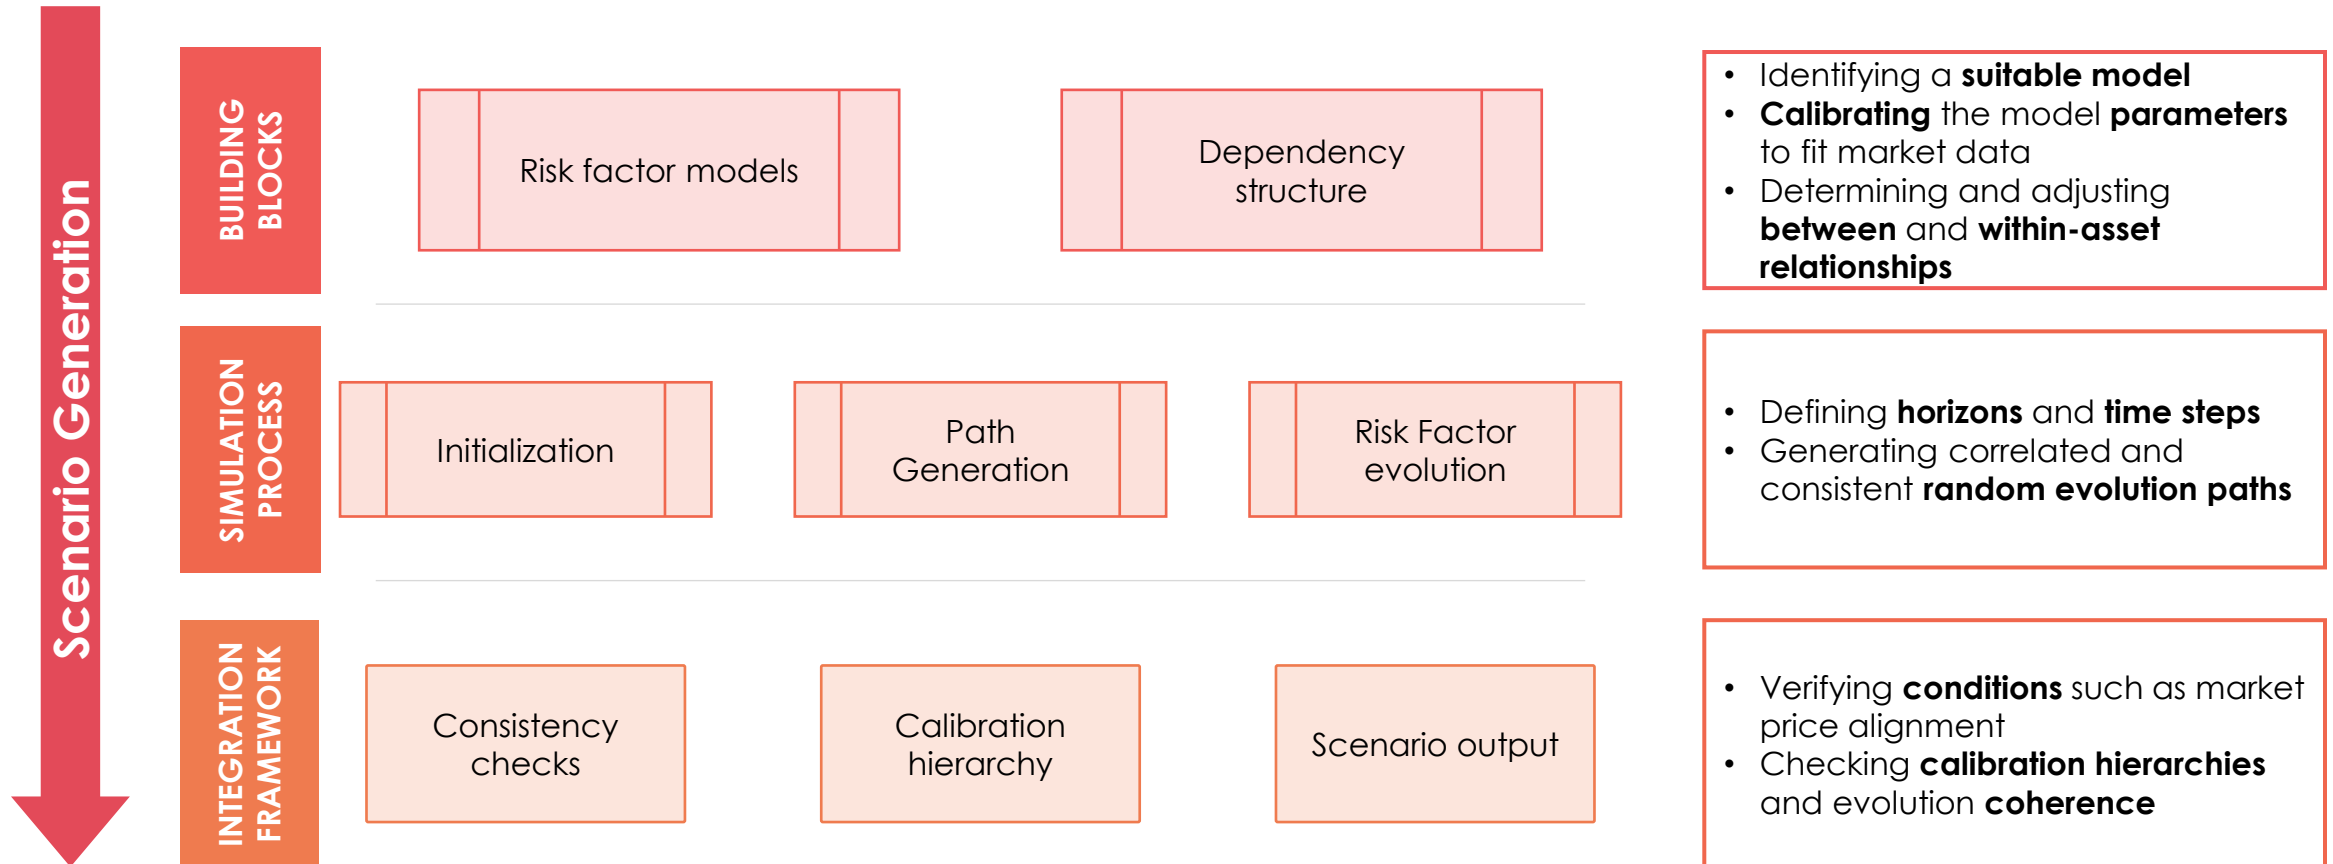 Scenario Generation
BUILDING
BLOCKS
Risk factor models
Dependency
structure
• Identifying a suitable model
• Calibrating the model parameters
to fit market data
• Determining and adjusting
between and within-asset
relationships
SIMULATION
PROCESS
Initialization
Path
Generation
Risk Factor
evolution
• Defining horizons and time steps
• Generating correlated and
consistent random evolution paths
INTEGRATION
FRAMEWORK
Consistency
checks
Calibration
hierarchy
Scenario output
• Verifying conditions such as market
price alignment
• Checking calibration hierarchies
and evolution coherence